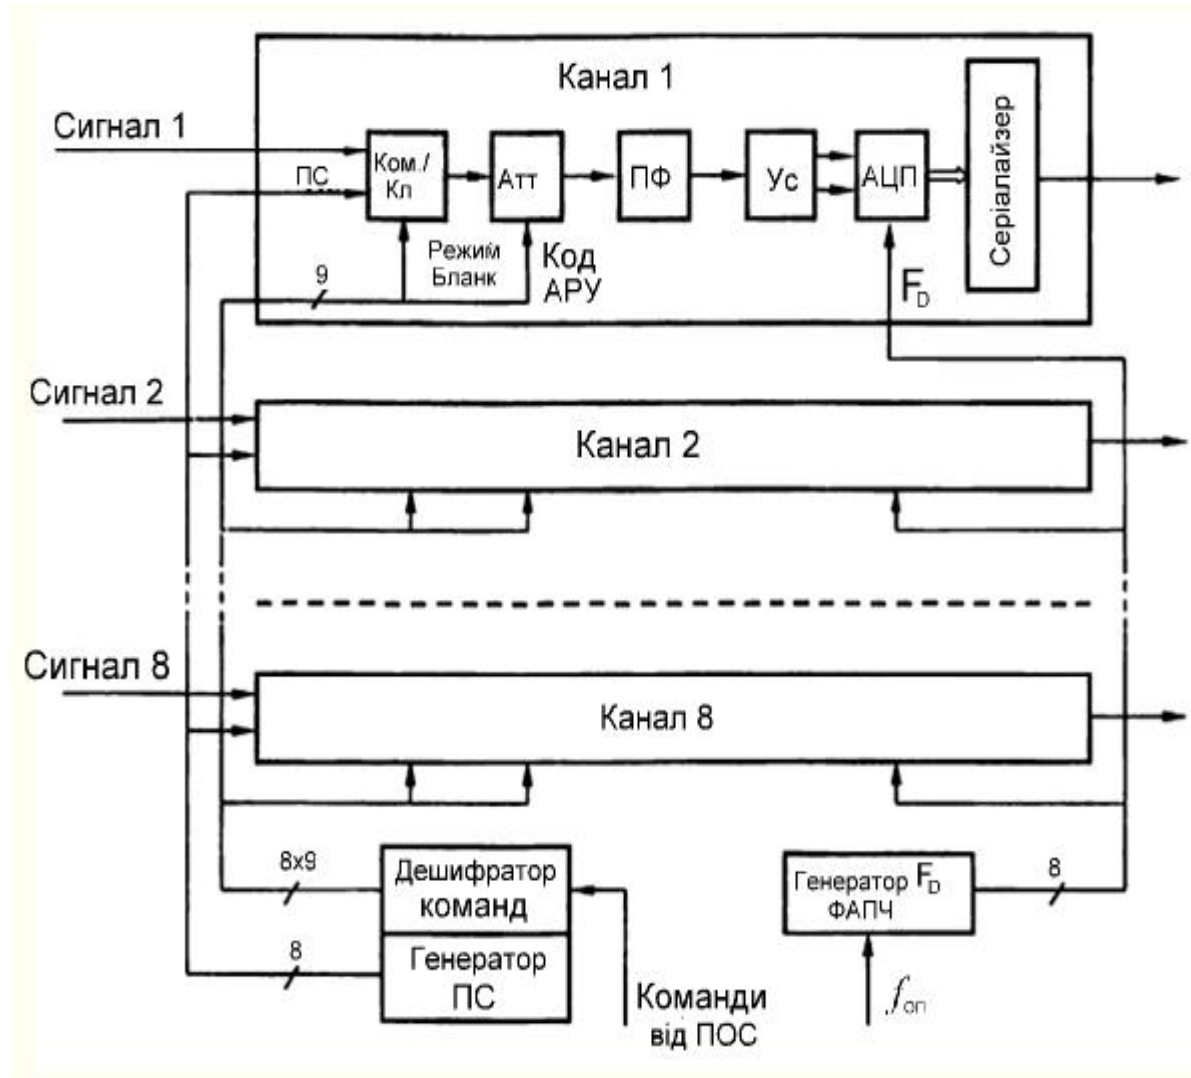 Канал 1
Сигнал 1
ПС
Ком./
Кл
Атт
ПФ
Ус
АЦП
Серіалайзер
Режим
Бланк
Код
АРУ
9
F_D
Сигнал 2
Канал 2
Сигнал 8
Канал 8
8х9
Дешифратор
команд
8
Генератор
ПС
Команди
від ПОС
Генератор F_D
ФАПЧ
8
f_оп